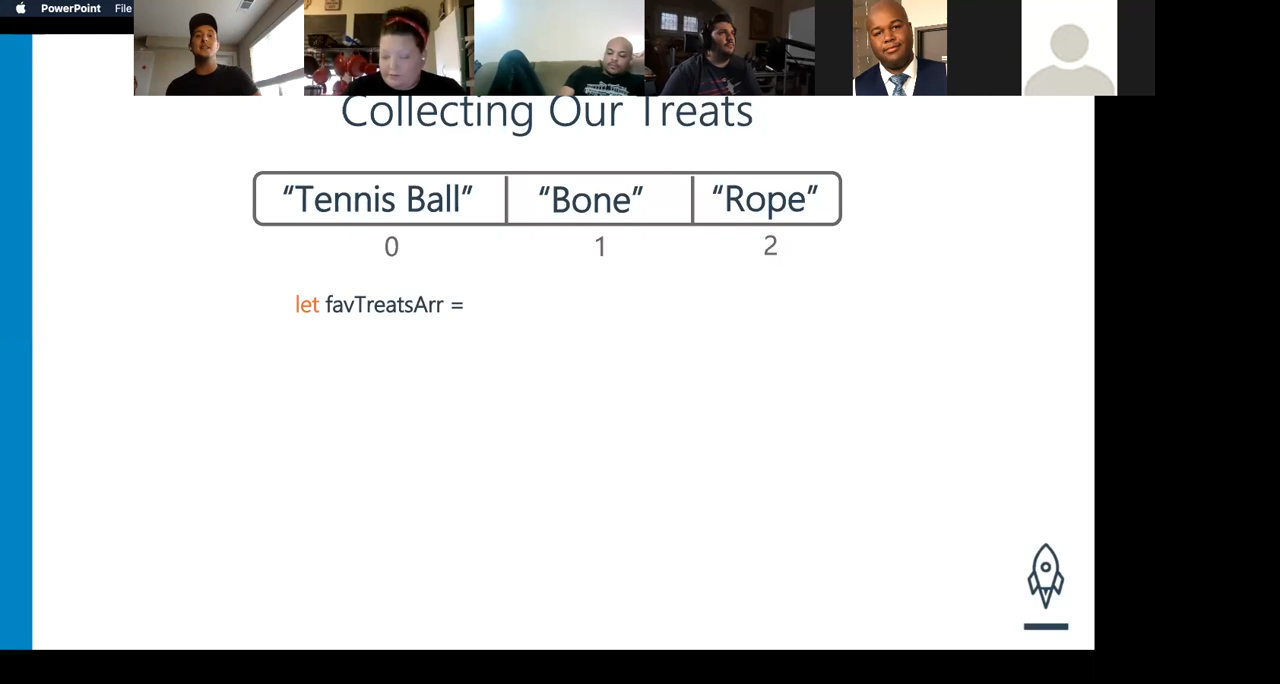 PowerPoint File
Collecting Our Treats
“Tennis Ball” “Bone” “Rope”
0 1 2
let favTreatsArr =